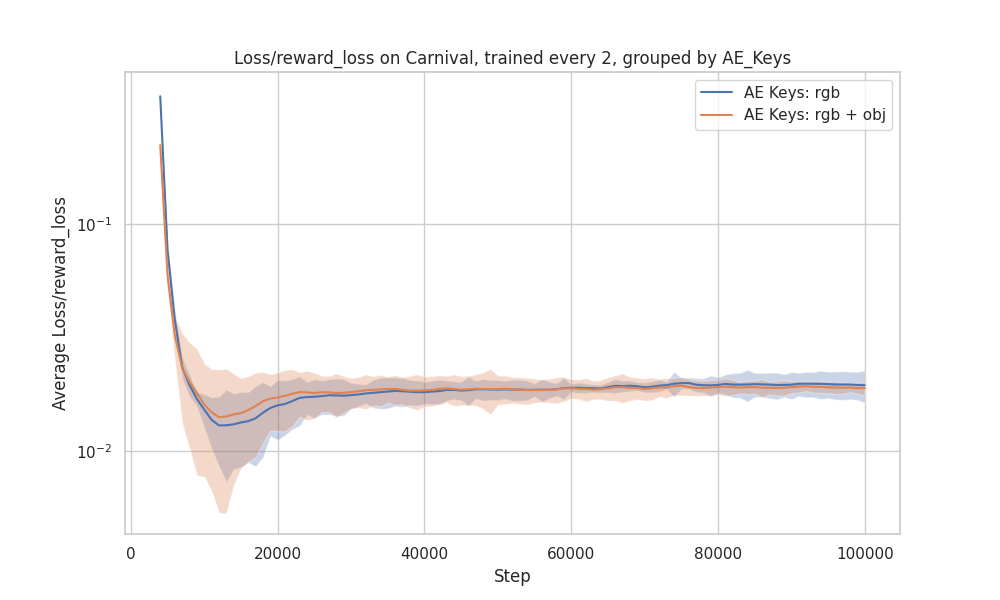 Loss/reward_loss on Carnival, trained every 2, grouped by AE_Keys
AE Keys: rgb
AE Keys: rgb + obj
Average Loss/reward_loss
10⁻¹
10⁻²
0
20000
40000
60000
80000
100000
Step